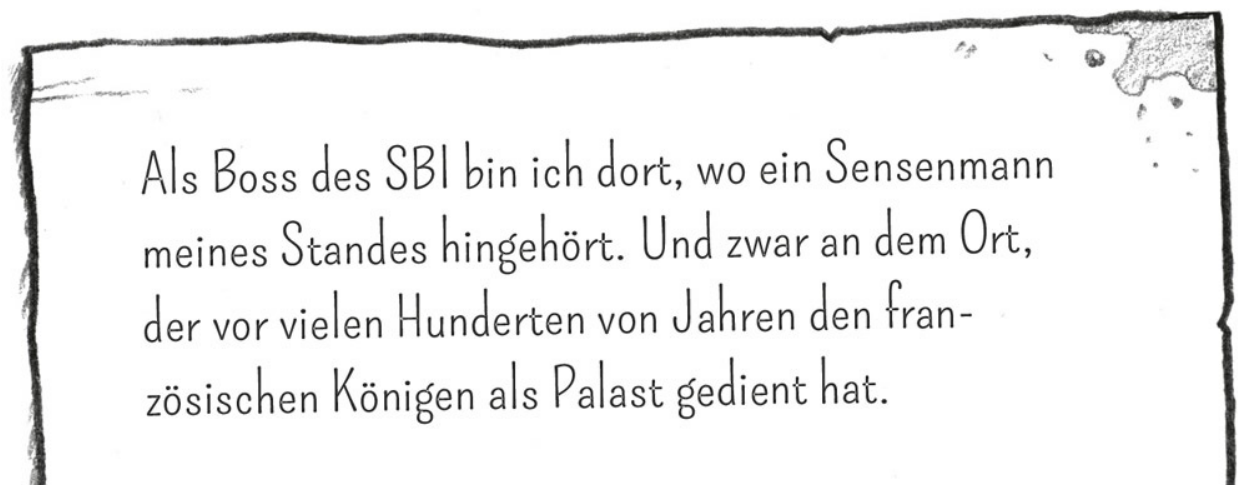 Als Boss des SBI bin ich dort, wo ein Sensenmann
meines Standes hingehört. Und zwar an dem Ort,
der vor vielen Hunderten von Jahren den fran-
zösischen Königen als Palast gedient hat.